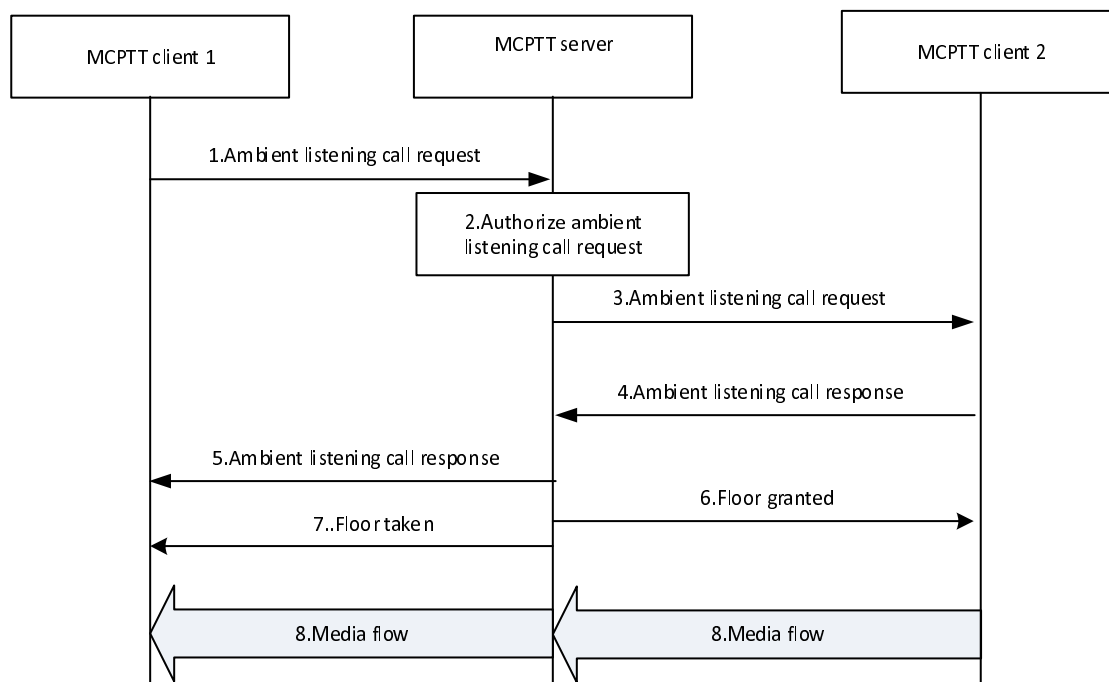 MCPTT client 1
MCPTT server
MCPTT client 2
1.Ambient listening call request
2.Authorize ambient
listening call request
3.Ambient listening call request
4.Ambient listening call response
5.Ambient listening call response
6.Floor granted
7..Floor taken
8.Media flow
8.Media flow